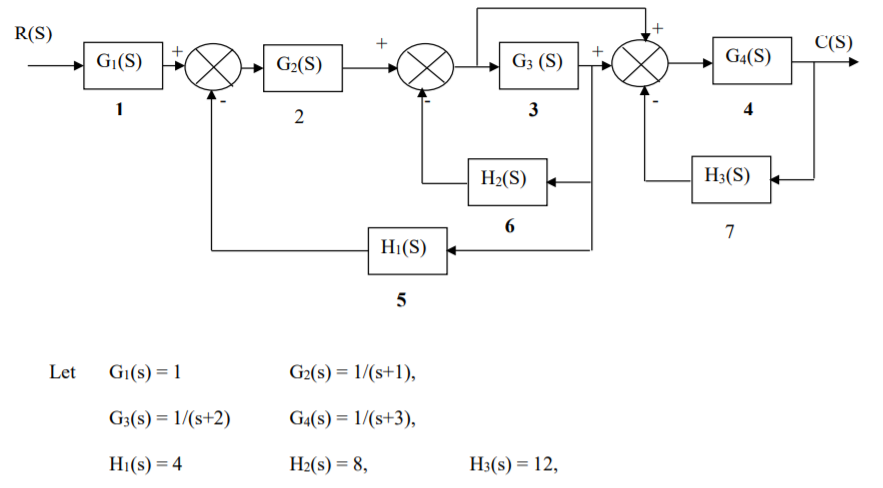 R(S)
C(S)
+
+
+
+
G₁(S)
G₂(S)
G₃ (S)
G₄(S)
-
-
-
1
2
3
4
H₂(S)
H₃(S)
6
7
H₁(S)
5
Let G₁(s) = 1 G₂(s) = 1/(s+1),
G₃(s) = 1/(s+2) G₄(s) = 1/(s+3),
H₁(s) = 4 H₂(s) = 8, H₃(s) = 12,